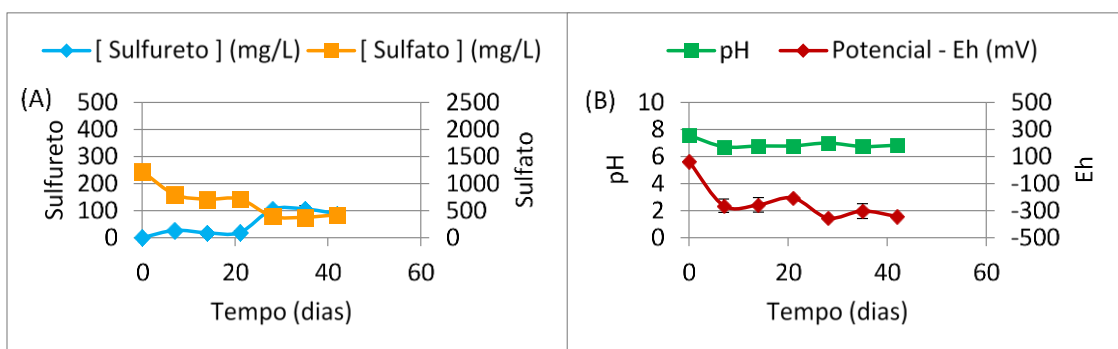 [ Sulfureto ] (mg/L) [ Sulfato ] (mg/L)
(A)
Sulfureto
500
400
300
200
100
0
2500
2000
1500
1000
500
0
Sulfato
0 20 40 60
Tempo (dias)
pH Potencial - Eh (mV)
(B)
pH
10
8
6
4
2
0
500
300
100
-100
-300
-500
Eh
0 20 40 60
Tempo (dias)